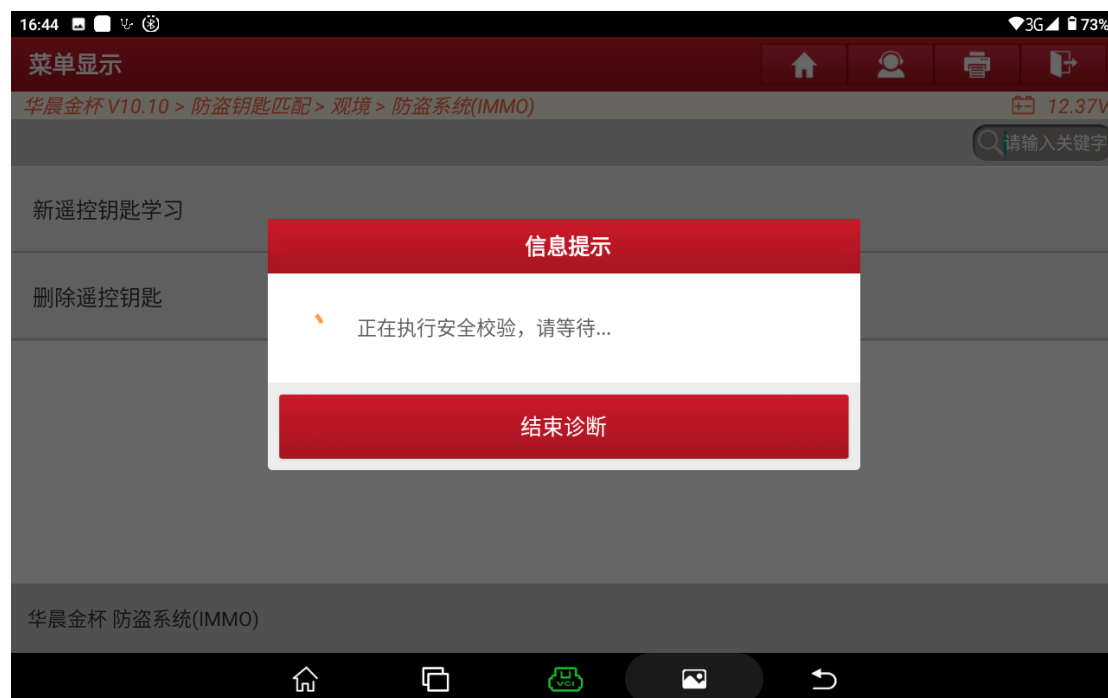 16:44
3G 73%
菜单显示
华晨金杯 V10.10 > 防盗钥匙匹配 > 观境 > 防盗系统(IMMO)
12.37V
请输入关键字
新遥控钥匙学习
信息提示
删除遥控钥匙
正在执行安全校验，请等待...
结束诊断
华晨金杯 防盗系统(IMMO)
VCI